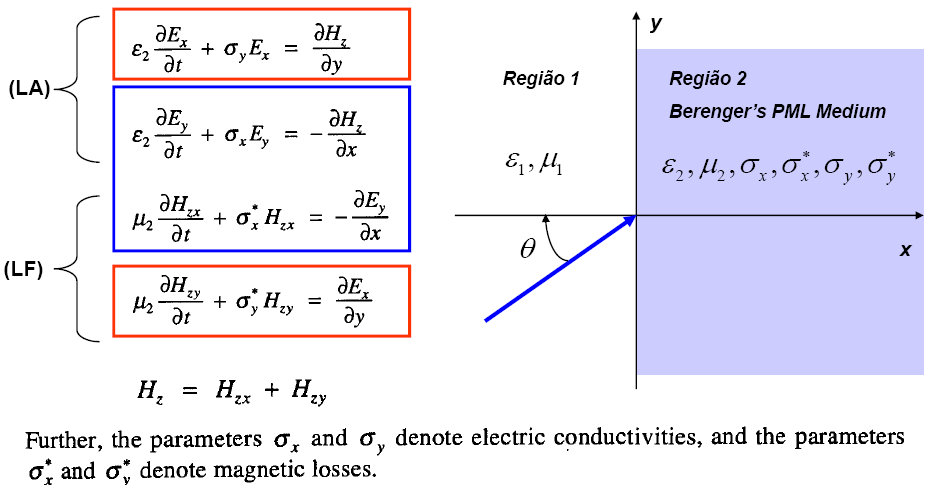 (LA)
ε₂ ∂Eₓ/∂t + σ_y Eₓ = ∂H_z/∂y
ε₂ ∂E_y/∂t + σₓ E_y = −∂H_z/∂x
(LF)
μ₂ ∂H_zx/∂t + σₓ* H_zx = −∂E_y/∂x
μ₂ ∂H_zy/∂t + σ_y* H_zy = ∂Eₓ/∂y
H_z = H_zx + H_zy
y
Região 1
Região 2
Berenger's PML Medium
ε₁, μ₁
ε₂, μ₂, σₓ, σₓ*, σ_y, σ_y*
θ
x
Further, the parameters σₓ and σ_y denote electric conductivities, and the parameters
σₓ* and σ_y* denote magnetic losses.